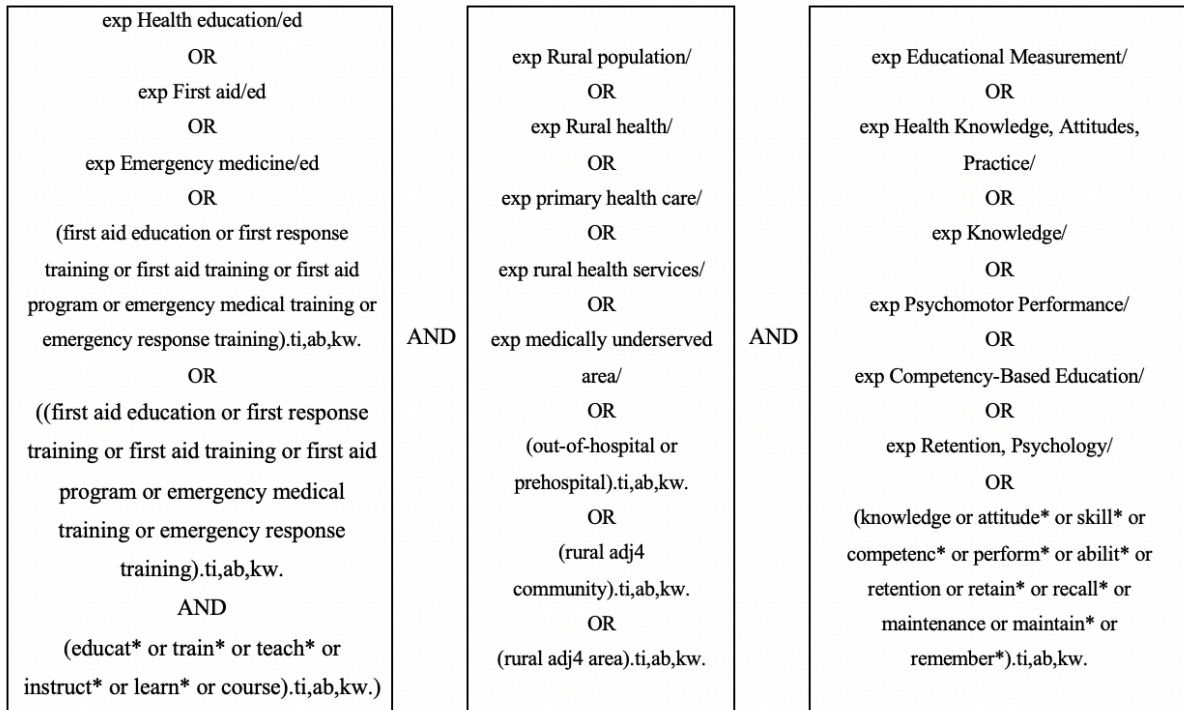 exp Health education/ed
OR
exp First aid/ed
OR
exp Emergency medicine/ed
OR
(first aid education or first response
training or first aid training or first aid
program or emergency medical training or
emergency response training).ti,ab,kw.
OR
((first aid education or first response
training or first aid training or first aid
program or emergency medical
training or emergency response
training).ti,ab,kw.
AND
(educat* or train* or teach* or
instruct* or learn* or course).ti,ab,kw.)
AND
exp Rural population/
OR
exp Rural health/
OR
exp primary health care/
OR
exp rural health services/
OR
exp medically underserved
area/
OR
(out-of-hospital or
prehospital).ti,ab,kw.
OR
(rural adj4
community).ti,ab,kw.
OR
(rural adj4 area).ti,ab,kw.
AND
exp Educational Measurement/
OR
exp Health Knowledge, Attitudes,
Practice/
OR
exp Knowledge/
OR
exp Psychomotor Performance/
OR
exp Competency-Based Education/
OR
exp Retention, Psychology/
OR
(knowledge or attitude* or skill* or
competenc* or perform* or abilit* or
retention or retain* or recall* or
maintenance or maintain* or
remember*).ti,ab,kw.